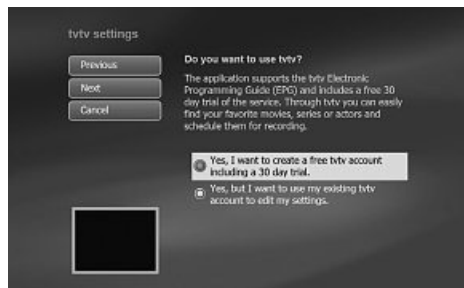 tvtv settings
Previous
Next
Cancel
Do you want to use tvtv?
The application supports the tvtv Electronic
Programming Guide (EPG) and includes a free 30
day trial of the service. Through tvtv you can easily
find your favorite movies, series or actors and
schedule them for recording.
Yes, I want to create a free tvtv account
including a 30 day trial.
Yes, but I want to use my existing tvtv
account to edit my settings.